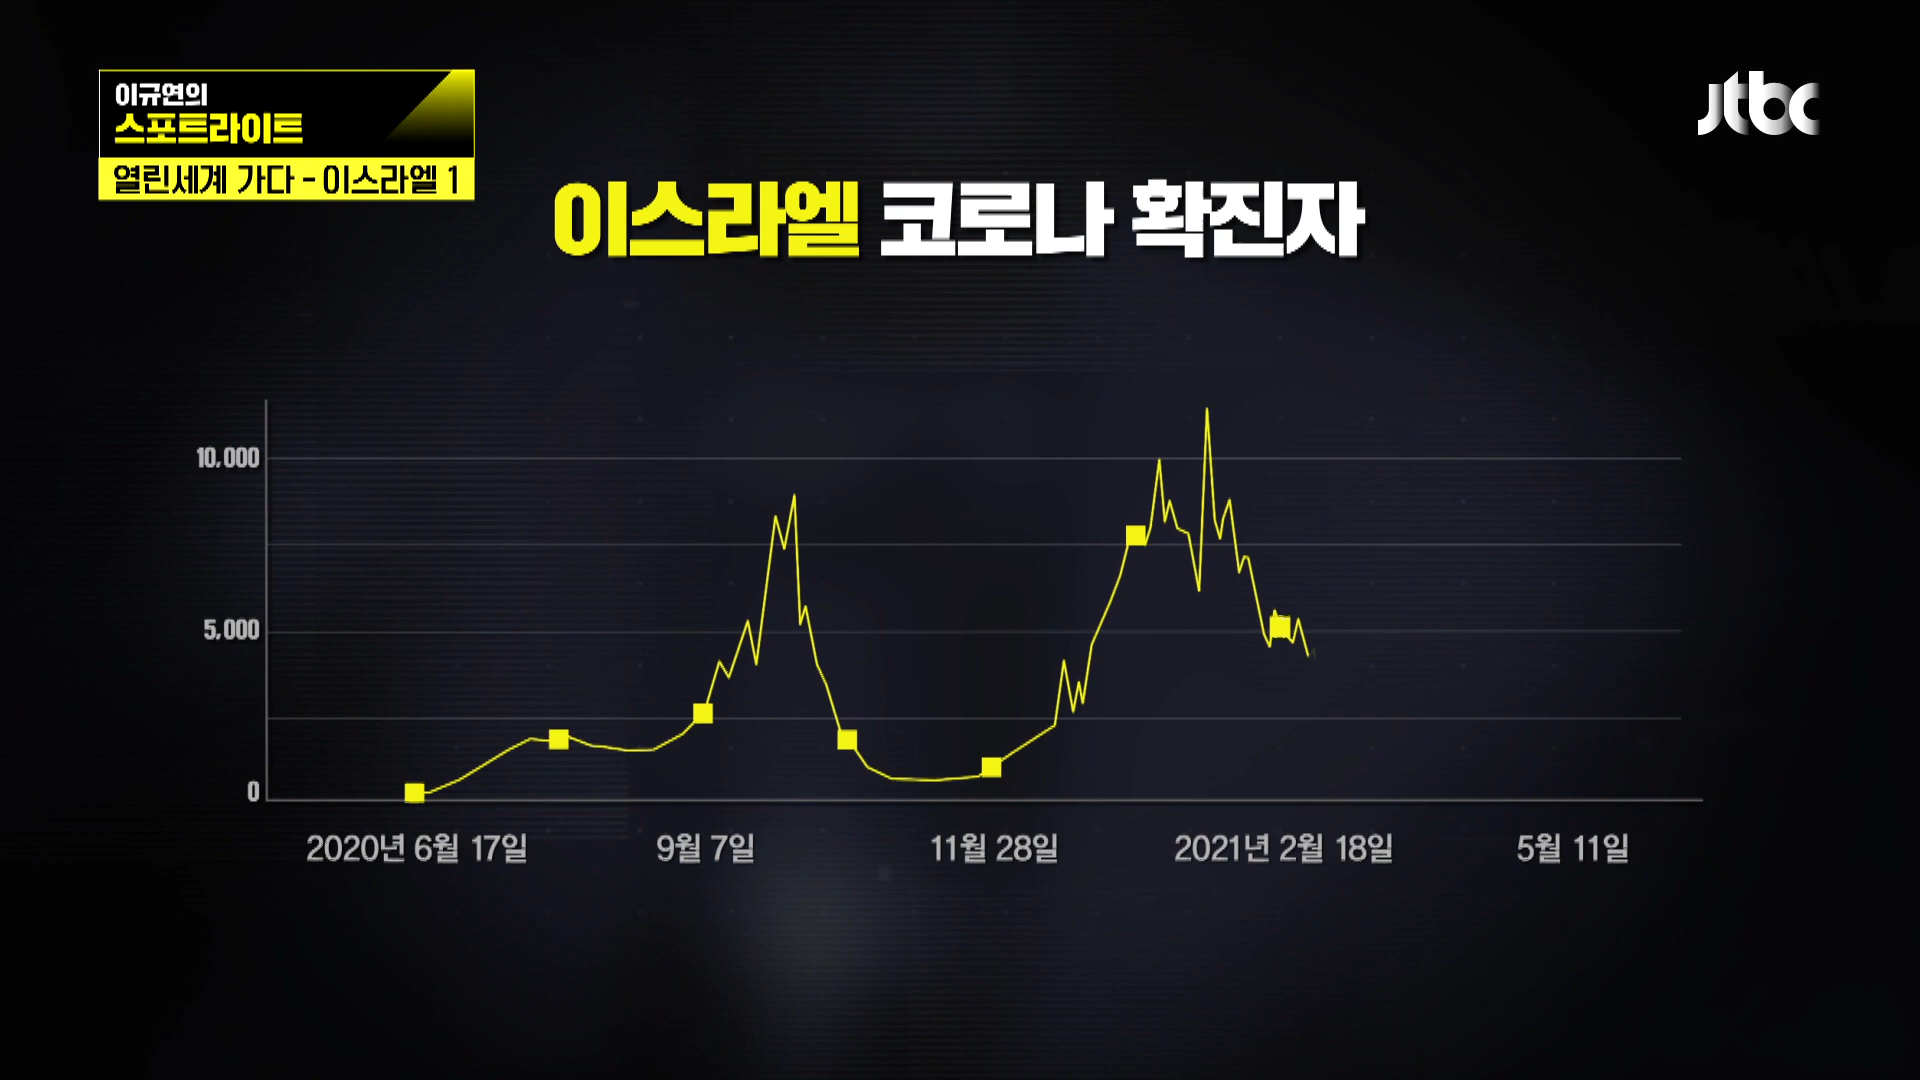 이규연의
스포트라이트
열린세계 가다 - 이스라엘 1
jtbc
이스라엘 코로나 확진자
10,000
5,000
0
2020년 6월 17일 9월 7일 11월 28일 2021년 2월 18일 5월 11일